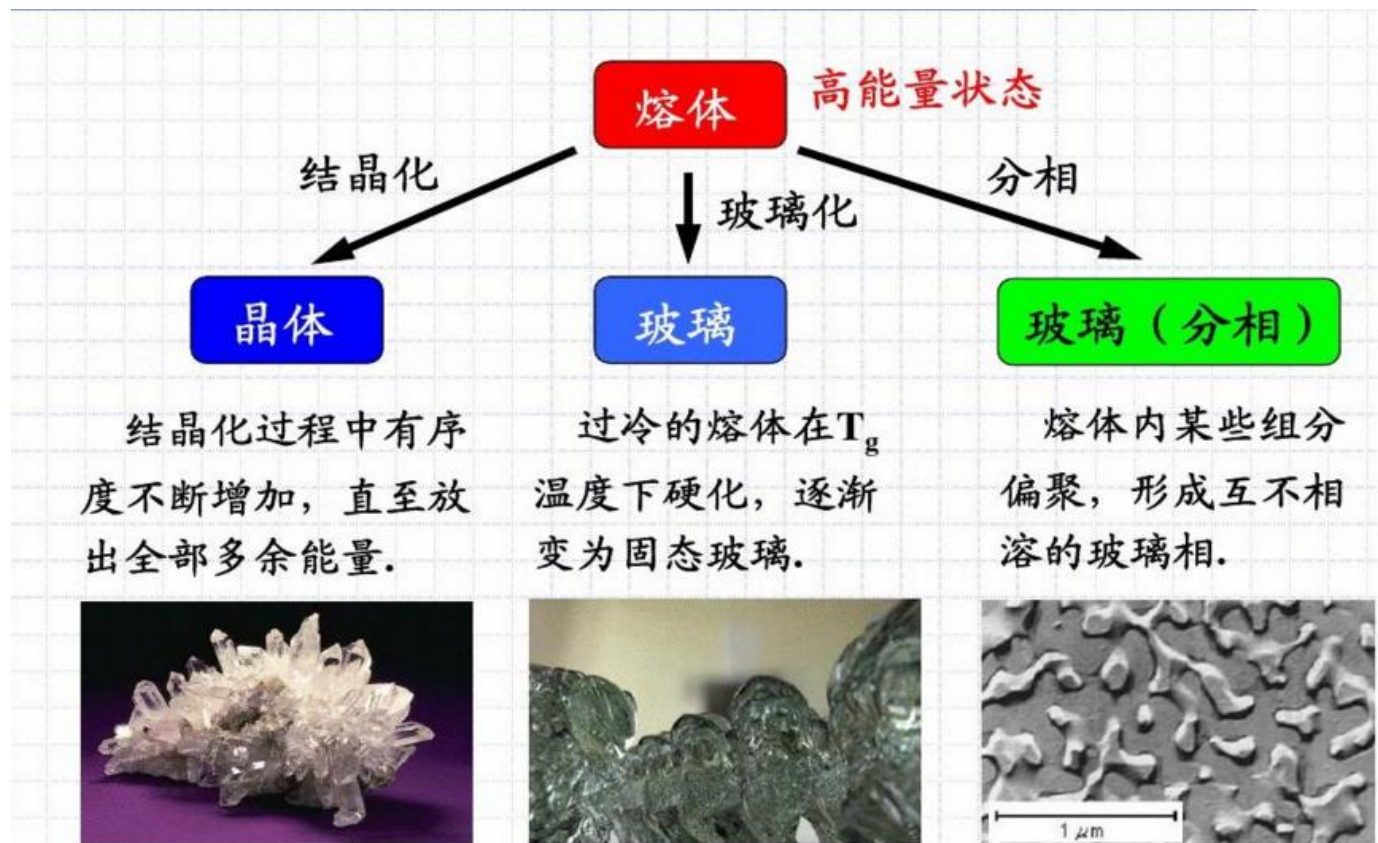 熔体
高能量状态
结晶化
玻璃化
分相
晶体
玻璃
玻璃（分相）
结晶化过程中有序
度不断增加，直至放
出全部多余能量.
过冷的熔体在Tg
温度下硬化，逐渐
变为固态玻璃.
熔体内某些组分
偏聚，形成互不相
溶的玻璃相.
1 μm